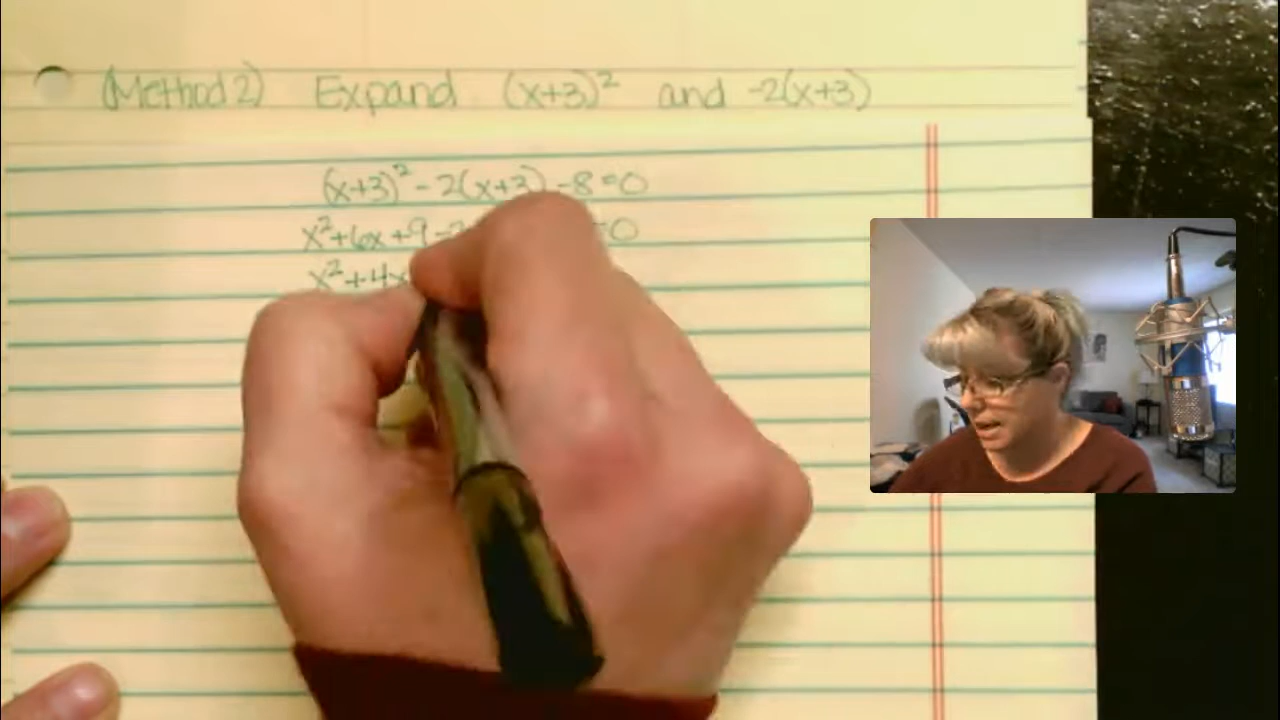 (Method 2) Expand (x+3)² and -2(x+3)
(x+3)² - 2(x+3) - 8 = 0
x² + 6x + 9 - 2 = 0
x² + 4x